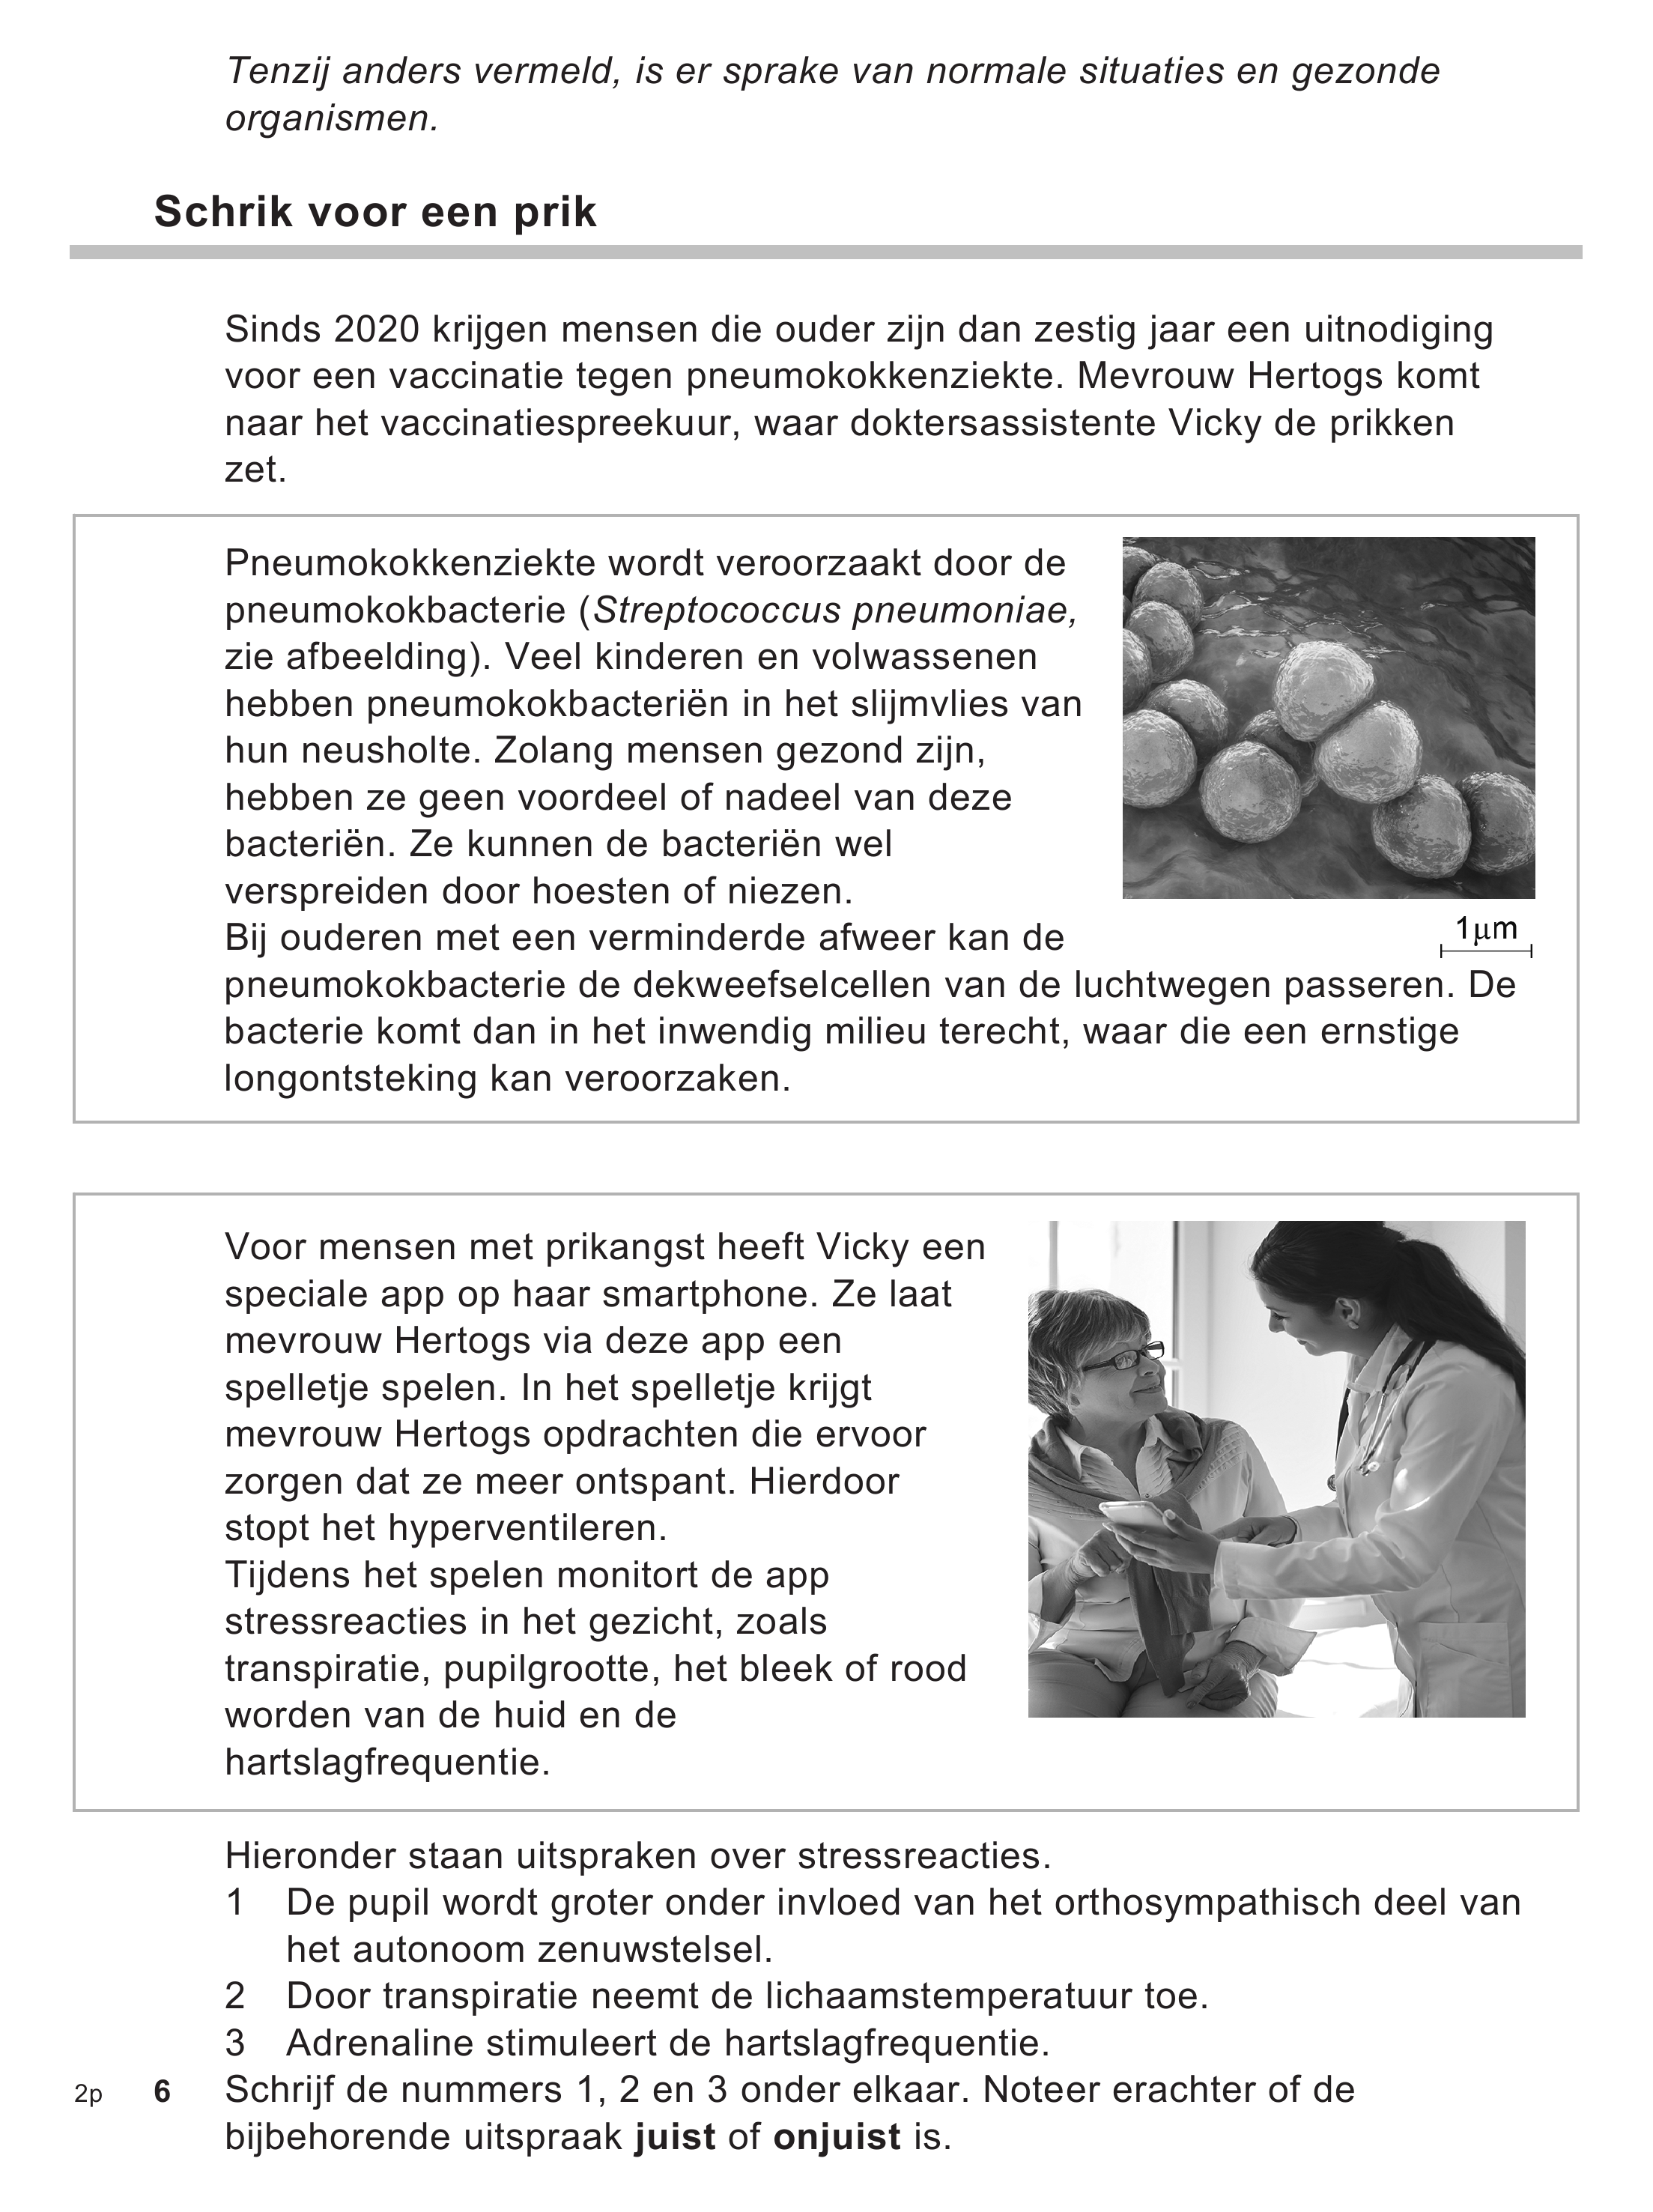 Tenzij anders vermeld, is er sprake van normale situaties en gezonde
organismen.
Schrik voor een prik
Sinds 2020 krijgen mensen die ouder zijn dan zestig jaar een uitnodiging
voor een vaccinatie tegen pneumokokkenziekte. Mevrouw Hertogs komt
naar het vaccinatiespreekuur, waar doktersassistente Vicky de prikken
zet.
Pneumokokkenziekte wordt veroorzaakt door de
pneumokokbacterie (Streptococcus pneumoniae,
zie afbeelding). Veel kinderen en volwassenen
hebben pneumokokbacteriën in het slijmvlies van
hun neusholte. Zolang mensen gezond zijn,
hebben ze geen voordeel of nadeel van deze
bacteriën. Ze kunnen de bacteriën wel
verspreiden door hoesten of niezen.
1µm
Bij ouderen met een verminderde afweer kan de
pneumokokbacterie de dekweefselcellen van de luchtwegen passeren. De
bacterie komt dan in het inwendig milieu terecht, waar die een ernstige
longontsteking kan veroorzaken.
Voor mensen met prikangst heeft Vicky een
speciale app op haar smartphone. Ze laat
mevrouw Hertogs via deze app een
spelletje spelen. In het spelletje krijgt
mevrouw Hertogs opdrachten die ervoor
zorgen dat ze meer ontspant. Hierdoor
stopt het hyperventileren.
Tijdens het spelen monitort de app
stressreacties in het gezicht, zoals
transpiratie, pupilgrootte, het bleek of rood
worden van de huid en de
hartslagfrequentie.
Hieronder staan uitspraken over stressreacties.
1 De pupil wordt groter onder invloed van het orthosympathisch deel van
het autonoom zenuwstelsel.
2 Door transpiratie neemt de lichaamstemperatuur toe.
3 Adrenaline stimuleert de hartslagfrequentie.
2p 6 Schrijf de nummers 1, 2 en 3 onder elkaar. Noteer erachter of de
bijbehorende uitspraak juist of onjuist is.